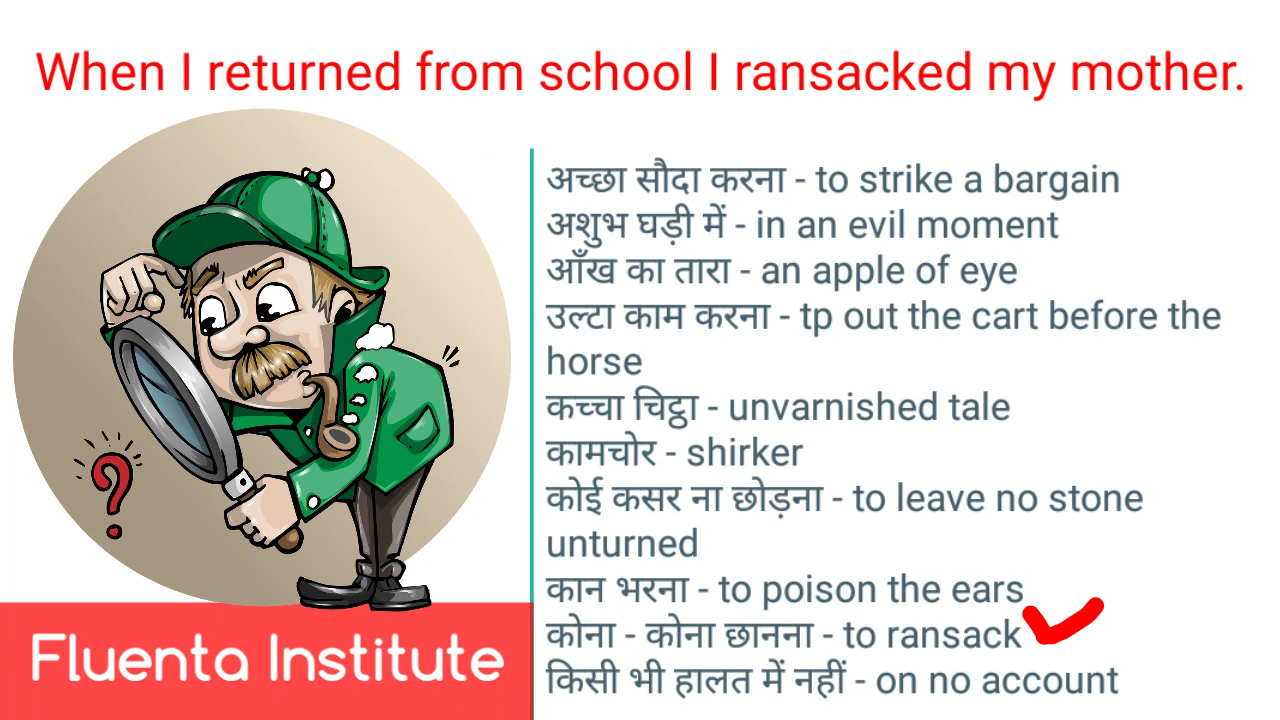 When I returned from school I ransacked my mother.
अच्छा सौदा करना - to strike a bargain
अशुभ घड़ी में - in an evil moment
आँख का तारा - an apple of eye
उल्टा काम करना - tp out the cart before the
horse
कच्चा चिट्ठा - unvarnished tale
कामचोर - shirker
कोई कसर ना छोड़ना - to leave no stone
unturned
कान भरना - to poison the ears
कोना - कोना छानना - to ransack
किसी भी हालत में नहीं - on no account
?
Fluenta Institute